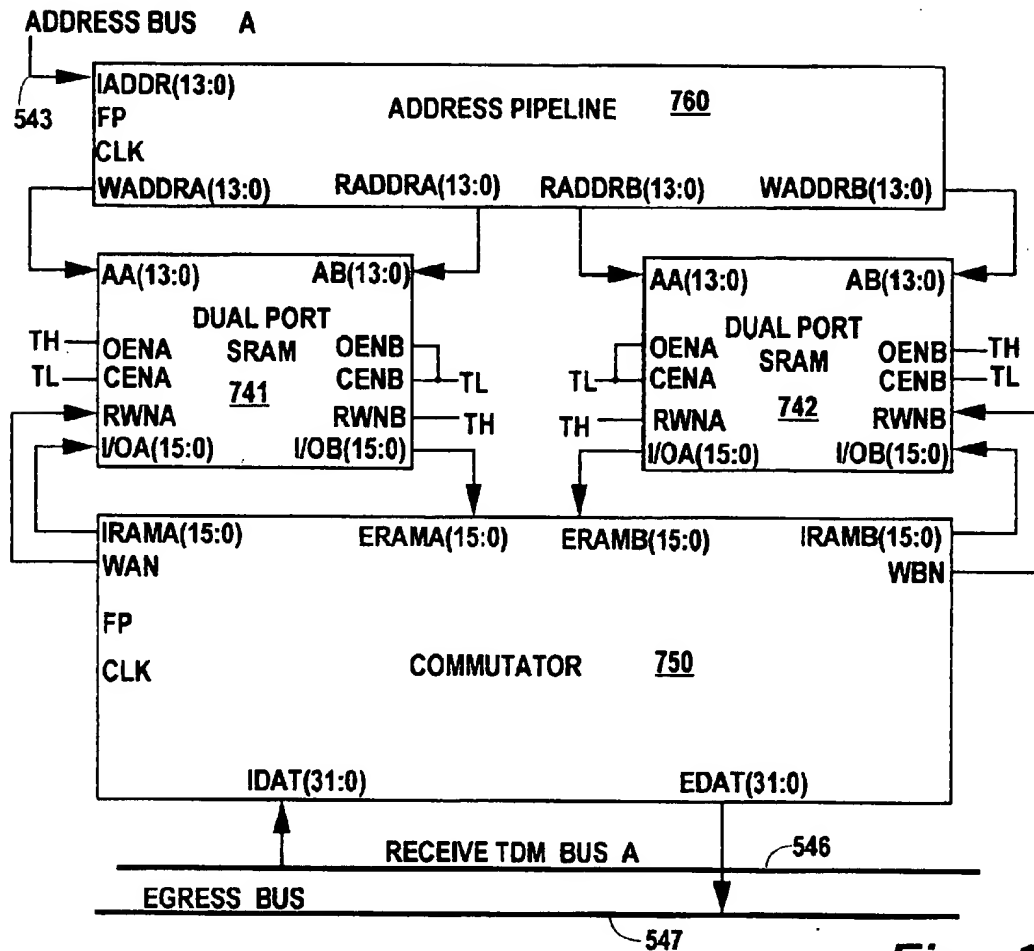 ADDRESS BUS A
543
IADDR(13:0)
FP
CLK
ADDRESS PIPELINE 760
WADDRA(13:0) RADDRA(13:0) RADDRB(13:0) WADDRB(13:0)
AA(13:0) AB(13:0)
DUAL PORT
SRAM
741
TH OENA OENB
TL CENA CENB TL
RWNA RWNB TH
I/OA(15:0) I/OB(15:0)
AA(13:0) AB(13:0)
DUAL PORT
SRAM
742
OENA OENB TH
TL CENA CENB TL
TH RWNA RWNB
I/OA(15:0) I/OB(15:0)
IRAMA(15:0) ERAMA(15:0) ERAMB(15:0) IRAMB(15:0)
WAN WBN
FP
CLK
COMMUTATOR 750
IDAT(31:0) EDAT(31:0)
RECEIVE TDM BUS A 546
EGRESS BUS
547